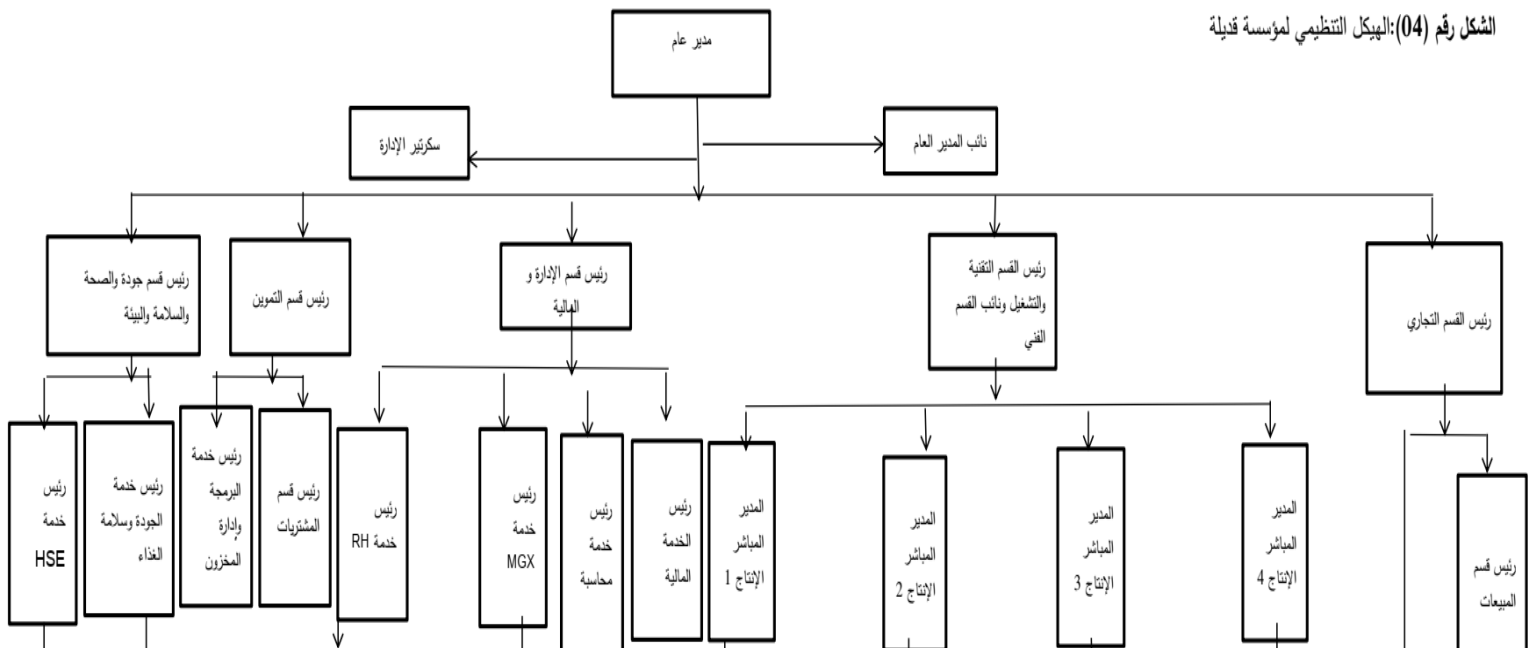 الشكل رقم (04):الهيكل التنظيمي لمؤسسة قديلة
مدير عام
نائب المدير العام
سكرتير الإدارة
رئيس القسم التجاري
رئيس القسم التقنية
والتشغيل ونائب القسم
الفني
رئيس قسم الإدارة و
المالية
رئيس قسم التموين
رئيس قسم جودة والصحة
والسلامة والبيئة
رئيس قسم
المبيعات
المدير
المباشر
الإنتاج 4
المدير
المباشر
الإنتاج 3
المدير
المباشر
الإنتاج 2
المدير
المباشر
الإنتاج 1
رئيس
الخدمة
المالية
رئيس
خدمة
محاسبة
رئيس
خدمة
MGX
رئيس
خدمة RH
رئيس قسم
المشتريات
رئيس خدمة
البرمجة
وإدارة
المخزون
رئيس خدمة
الجودة وسلامة
الغذاء
رئيس
خدمة
HSE